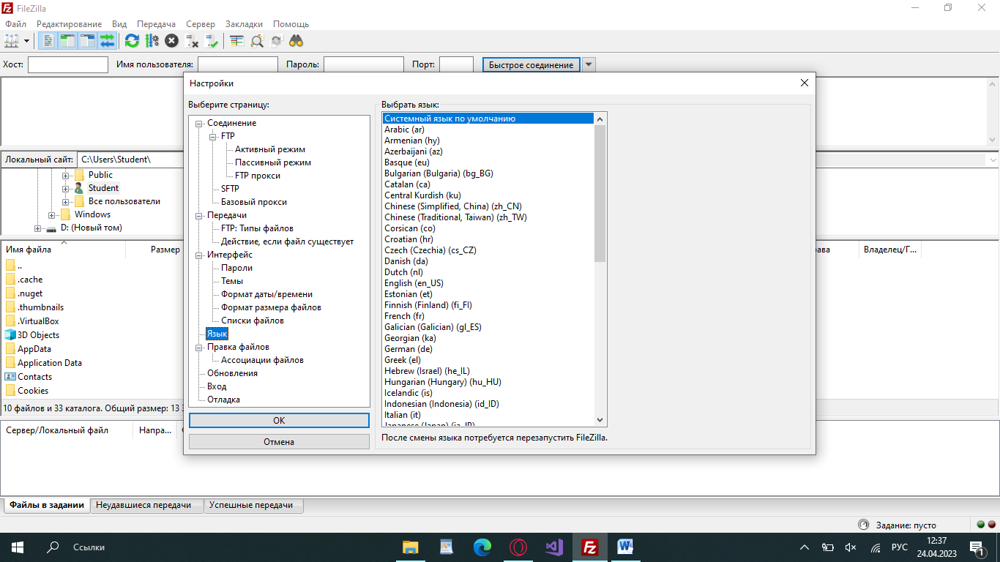 FileZilla
Файл Редактирование Вид Передача Сервер Закладки Помощь
Хост: Имя пользователя: Пароль: Порт: Быстрое соединение
Настройки
Выберите страницу:
Соединение
FTP
Активный режим
Пассивный режим
FTP прокси
SFTP
Базовый прокси
Передачи
FTP: Типы файлов
Действие, если файл существует
Интерфейс
Пароли
Темы
Формат даты/времени
Формат размера файлов
Списки файлов
Язык
Правка файлов
Ассоциации файлов
Обновления
Вход
Отладка
OK
Отмена
Выбрать язык:
Системный язык по умолчанию
Arabic (ar)
Armenian (hy)
Azerbaijani (az)
Basque (eu)
Bulgarian (Bulgaria) (bg_BG)
Catalan (ca)
Central Kurdish (ku)
Chinese (Simplified, China) (zh_CN)
Chinese (Traditional, Taiwan) (zh_TW)
Corsican (co)
Croatian (hr)
Czech (Czechia) (cs_CZ)
Danish (da)
Dutch (nl)
English (en_US)
Estonian (et)
Finnish (Finland) (fi_FI)
French (fr)
Galician (Galician) (gl_ES)
Georgian (ka)
German (de)
Greek (el)
Hebrew (Israel) (he_IL)
Hungarian (Hungary) (hu_HU)
Icelandic (is)
Indonesian (Indonesia) (id_ID)
Italian (it)
Japanese (Japan) (ja_JP)
После смены языка потребуется перезапустить FileZilla.
Локальный сайт: C:\Users\Student\
Public
Student
Все пользователи
Windows
D: (Новый том)
Имя файла Размер
..
.cache
.nuget
.thumbnails
.VirtualBox
3D Objects
AppData
Application Data
Contacts
Cookies
10 файлов и 33 каталога. Общий размер: 13
рава Владелец/Г...
Сервер/Локальный файл Напра...
Файлы в задании Неудавшиеся передачи Успешные передачи
Задание: пусто
Ссылки
РУС
12:37
24.04.2023
1